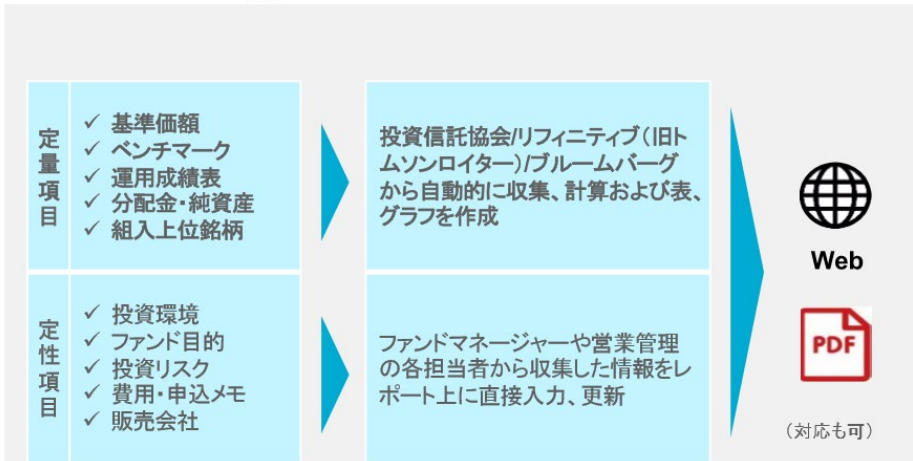 定量項目
✓ 基準価額
✓ ベンチマーク
✓ 運用成績表
✓ 分配金・純資産
✓ 組入上位銘柄
投資信託協会/リフィニティブ（旧ト
ムソンロイター）/ブルームバーグ
から自動的に収集、計算および表、
グラフを作成
定性項目
✓ 投資環境
✓ ファンド目的
✓ 投資リスク
✓ 費用・申込メモ
✓ 販売会社
ファンドマネージャーや営業管理
の各担当者から収集した情報をレ
ポート上に直接入力、更新
Web
PDF
（対応も可）